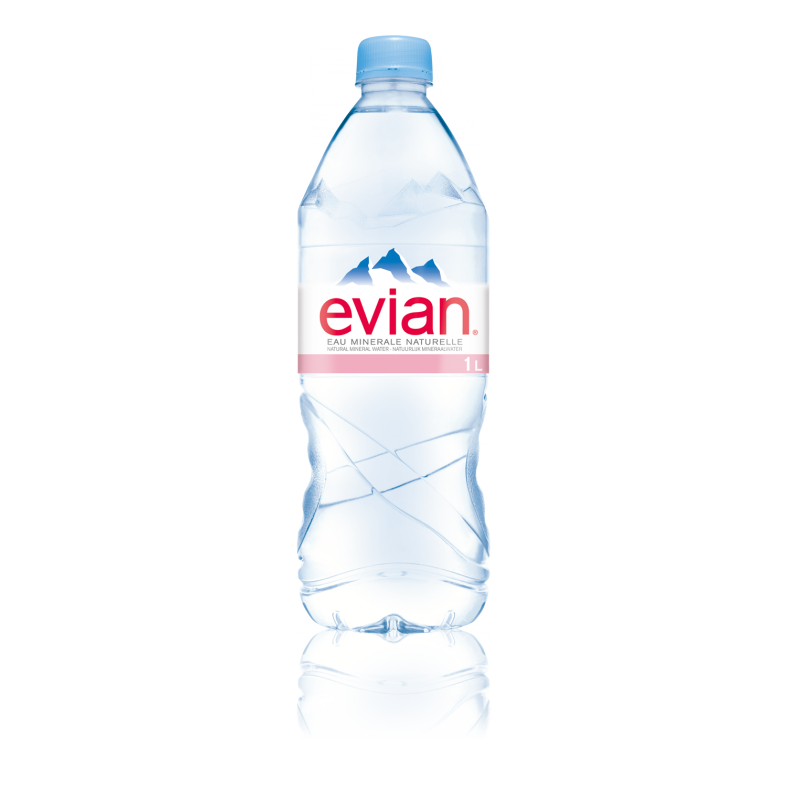 evian®
EAU MINERALE NATURELLE
NATURAL MINERAL WATER - NATUURLIJK MINERAALWATER
1 L